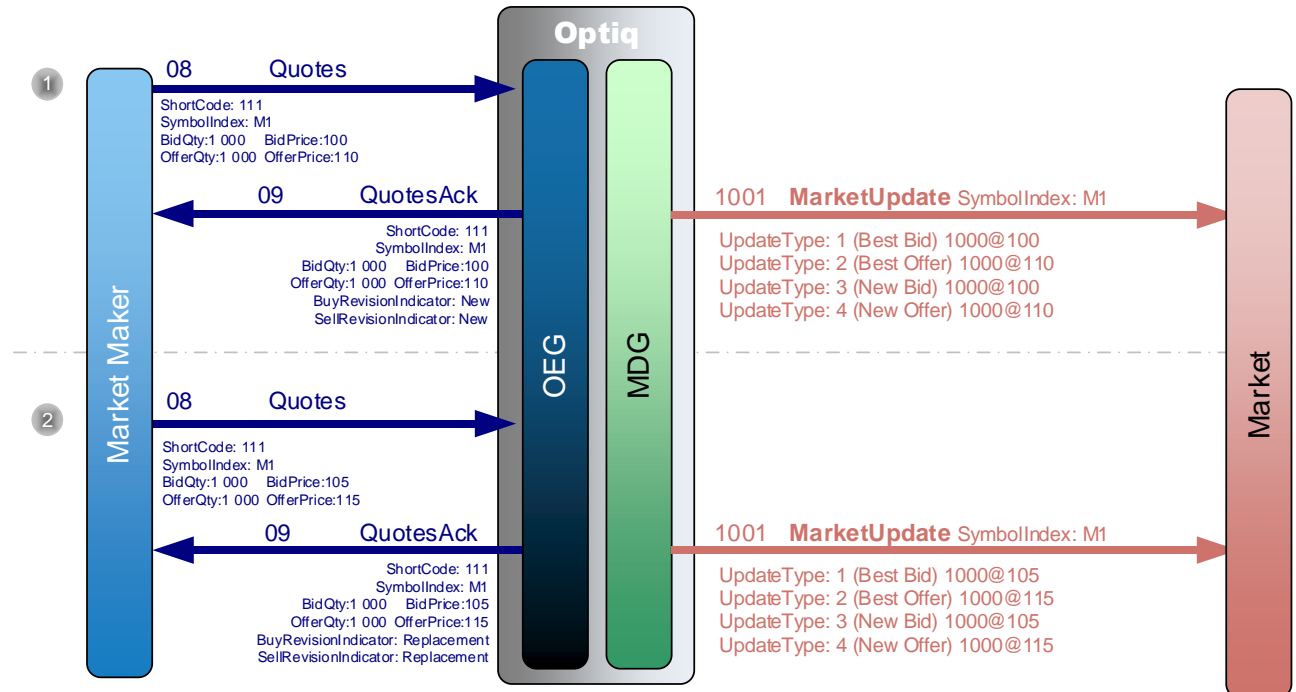 Optiq
1
08 Quotes
ShortCode: 111
SymbolIndex: M1
BidQty:1 000 BidPrice:100
OfferQty:1 000 OfferPrice:110
09 QuotesAck
ShortCode: 111
SymbolIndex: M1
BidQty:1 000 BidPrice:100
OfferQty:1 000 OfferPrice:110
BuyRevisionIndicator: New
SellRevisionIndicator: New
1001 MarketUpdate SymbolIndex: M1
UpdateType: 1 (Best Bid) 1000@100
UpdateType: 2 (Best Offer) 1000@110
UpdateType: 3 (New Bid) 1000@100
UpdateType: 4 (New Offer) 1000@110
Market Maker
OEG
MDG
Market
2
08 Quotes
ShortCode: 111
SymbolIndex: M1
BidQty:1 000 BidPrice:105
OfferQty:1 000 OfferPrice:115
09 QuotesAck
ShortCode: 111
SymbolIndex: M1
BidQty:1 000 BidPrice:105
OfferQty:1 000 OfferPrice:115
BuyRevisionIndicator: Replacement
SellRevisionIndicator: Replacement
1001 MarketUpdate SymbolIndex: M1
UpdateType: 1 (Best Bid) 1000@105
UpdateType: 2 (Best Offer) 1000@115
UpdateType: 3 (New Bid) 1000@105
UpdateType: 4 (New Offer) 1000@115